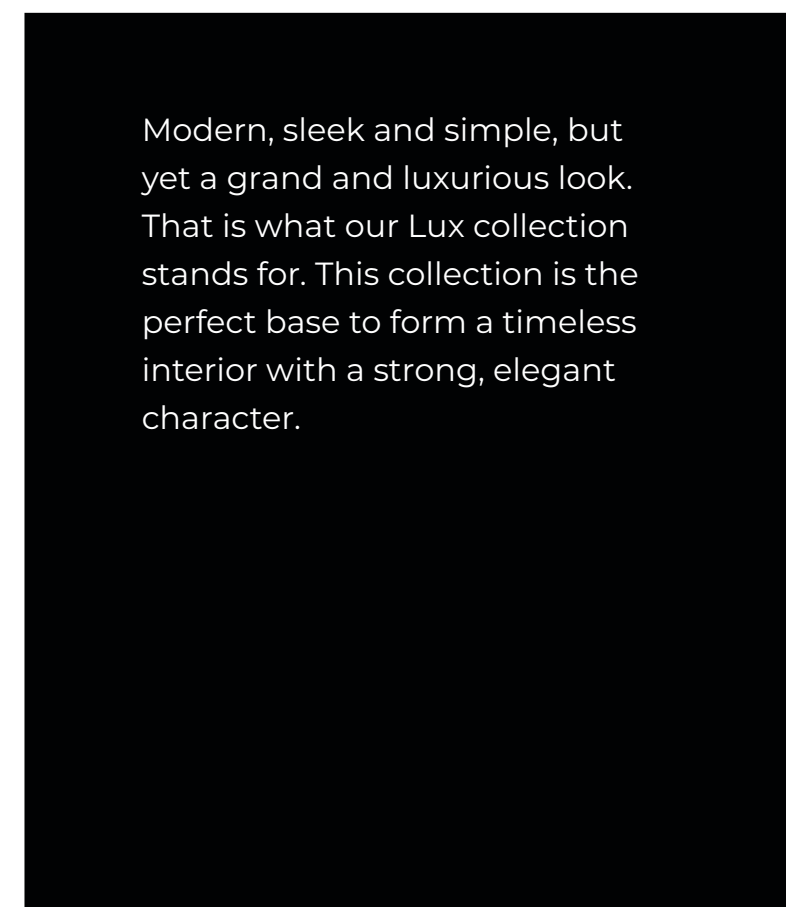 Modern, sleek and simple, but
yet a grand and luxurious look.
That is what our Lux collection
stands for. This collection is the
perfect base to form a timeless
interior with a strong, elegant
character.